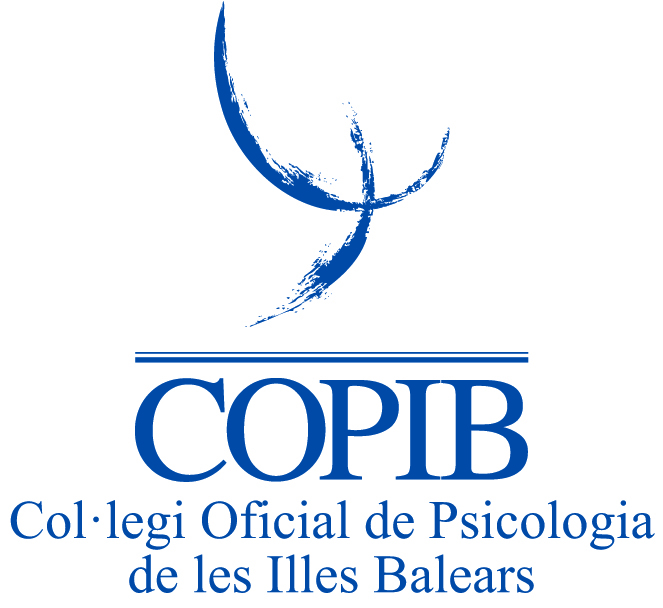 COPIB
Col·legi Oficial de Psicologia
de les Illes Balears